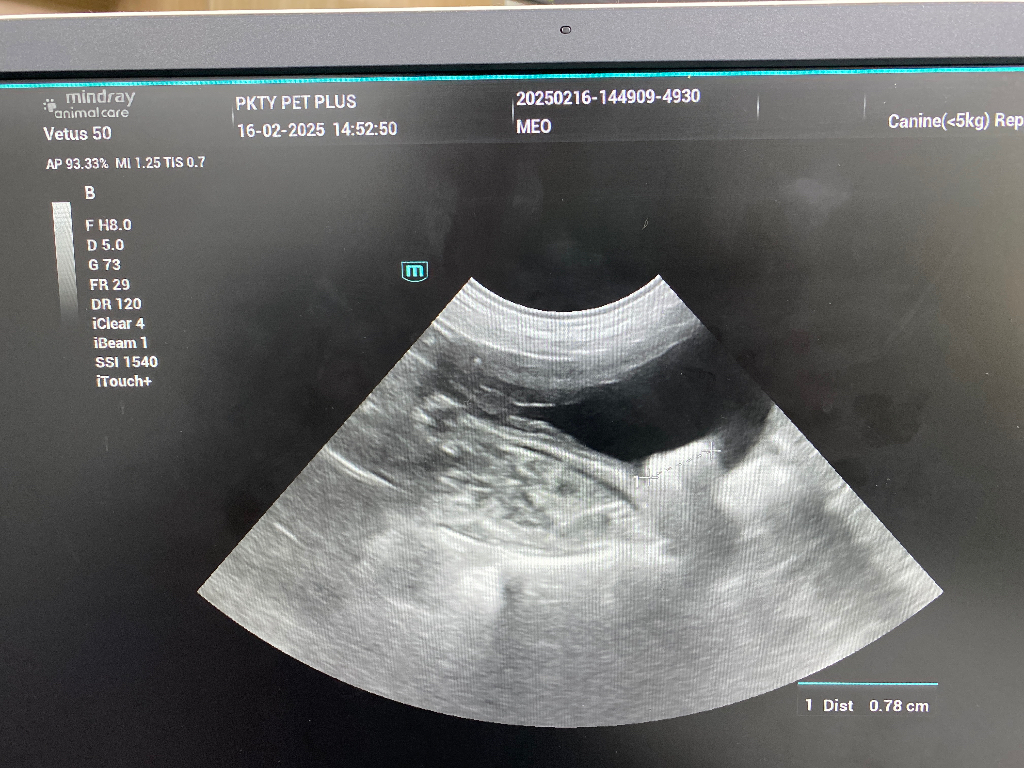 mindray
animalcare
Vetus 50
PKTY PET PLUS
16-02-2025 14:52:50
20250216-144909-4930
MEO
Canine(<5kg) Rep
AP 93.33% MI 1.25 TIS 0.7
B
F H8.0
D 5.0
G 73
FR 29
DR 120
iClear 4
iBeam 1
SSI 1540
iTouch+
m
1 Dist 0.78 cm